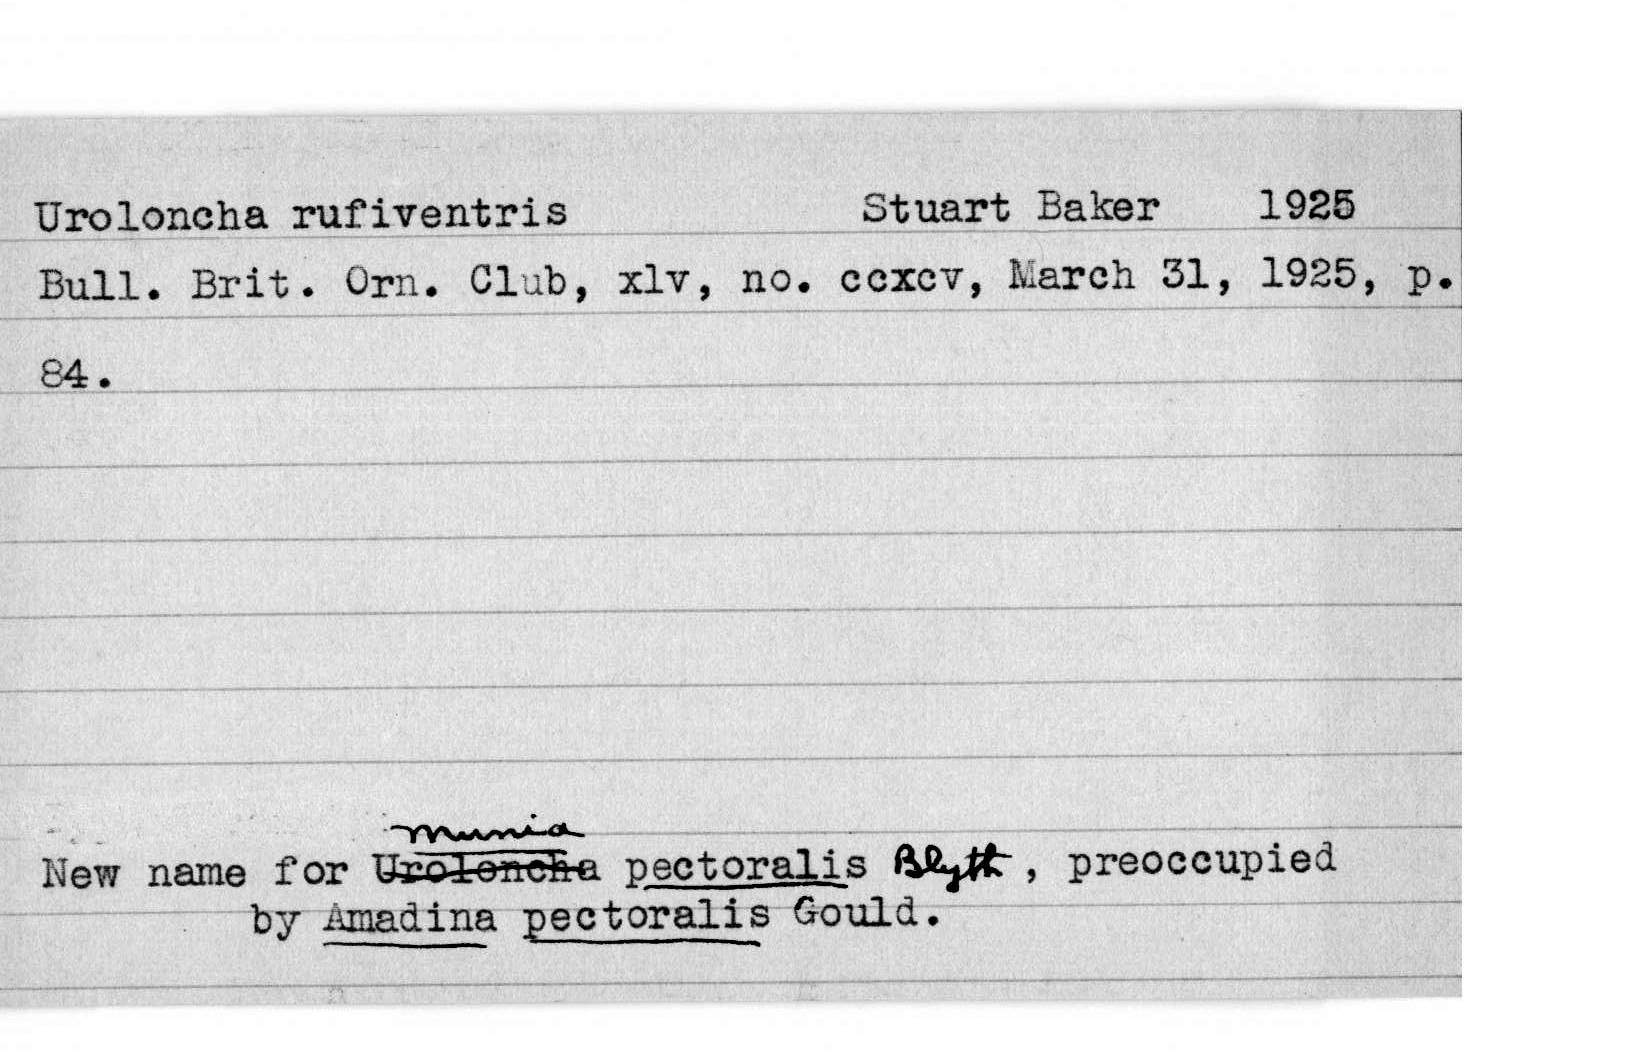 Uroloncha rufiventris Stuart Baker 1925
Bull. Brit. Orn. Club, xlv, no. ccxcv, March 31, 1925, p.
84.
Munia
New name for Uroloncha pectoralis Blyth, preoccupied
by Amadina pectoralis Gould.